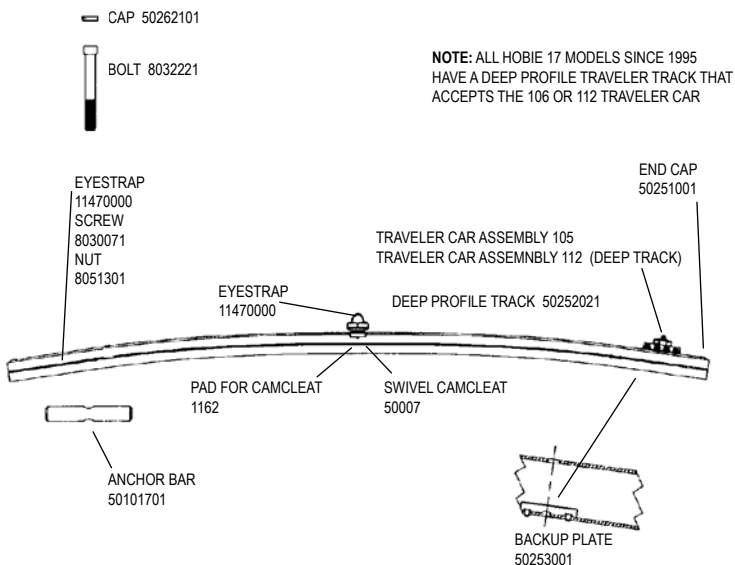 CAP 50262101
BOLT 8032221
NOTE: ALL HOBIE 17 MODELS SINCE 1995
HAVE A DEEP PROFILE TRAVELER TRACK THAT
ACCEPTS THE 106 OR 112 TRAVELER CAR
EYESTRAP
11470000
SCREW
8030071
NUT
8051301
END CAP
50251001
TRAVELER CAR ASSEMBLY 105
TRAVELER CAR ASSEMNBLY 112 (DEEP TRACK)
EYESTRAP
11470000
DEEP PROFILE TRACK 50252021
PAD FOR CAMCLEAT
1162
SWIVEL CAMCLEAT
50007
ANCHOR BAR
50101701
BACKUP PLATE
50253001